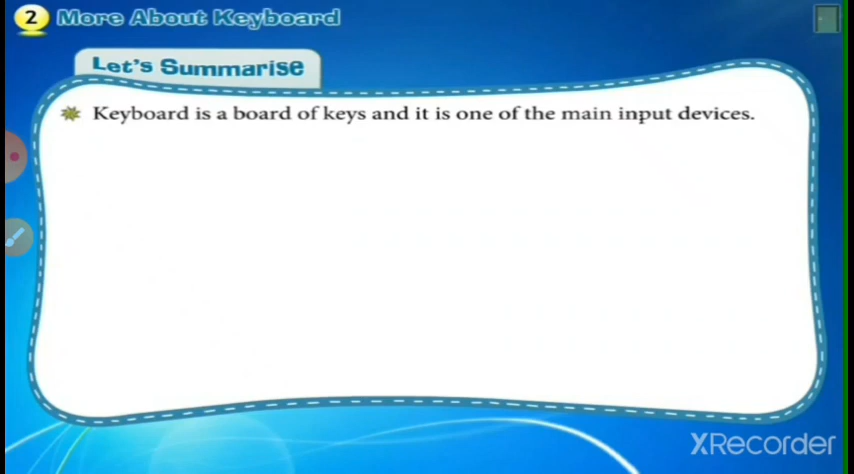 2 More About Keyboard
Let's Summarise
Keyboard is a board of keys and it is one of the main input devices.
XRecorder